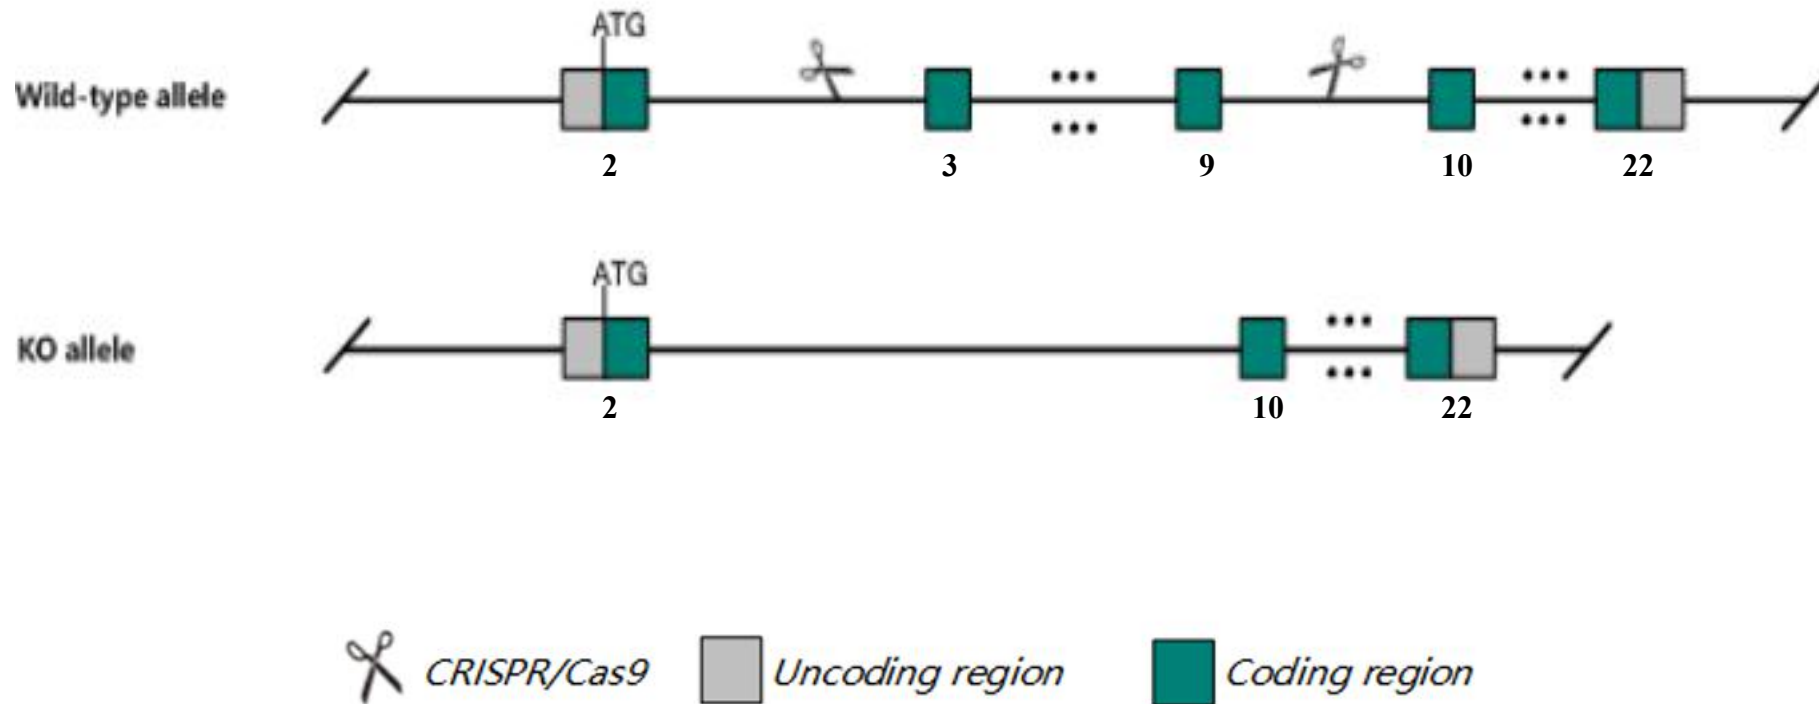 ATG
Wild-type allele
2 3 9 10 22
ATG
KO allele
2 10 22
CRISPR/Cas9 Uncoding region Coding region